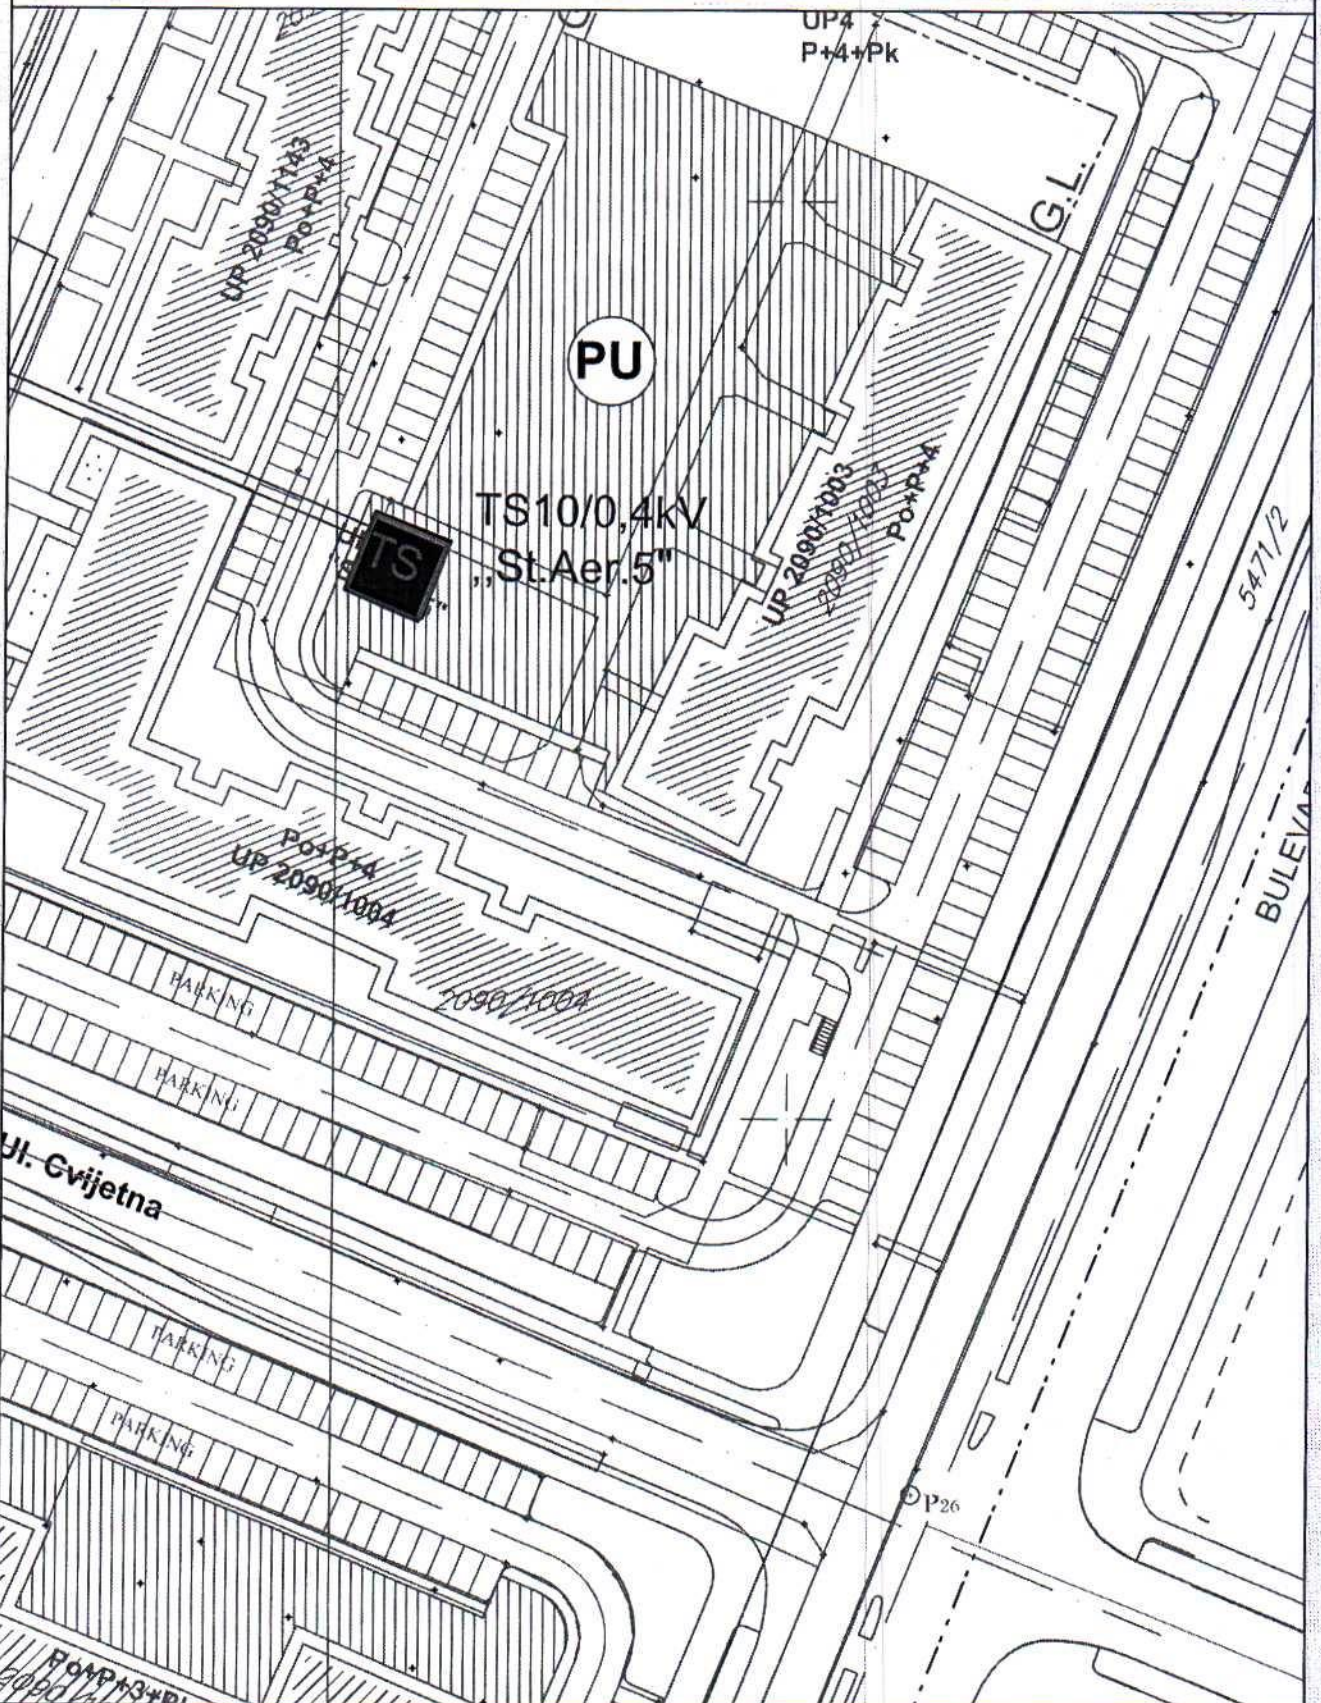 UP4
P+4+Pk
UP 2090/1143
Po+P+4
G.L.
PU
TS10/0,4kV
,,St.Aer.5"
TS
UP 2090/1003
2090/1003
Po+P+4
5471/2
Po+P+4
UP 2090/1004
2090/1004
PARKING
PARKING
Ul. Cvijetna
PARKING
PARKING
P26